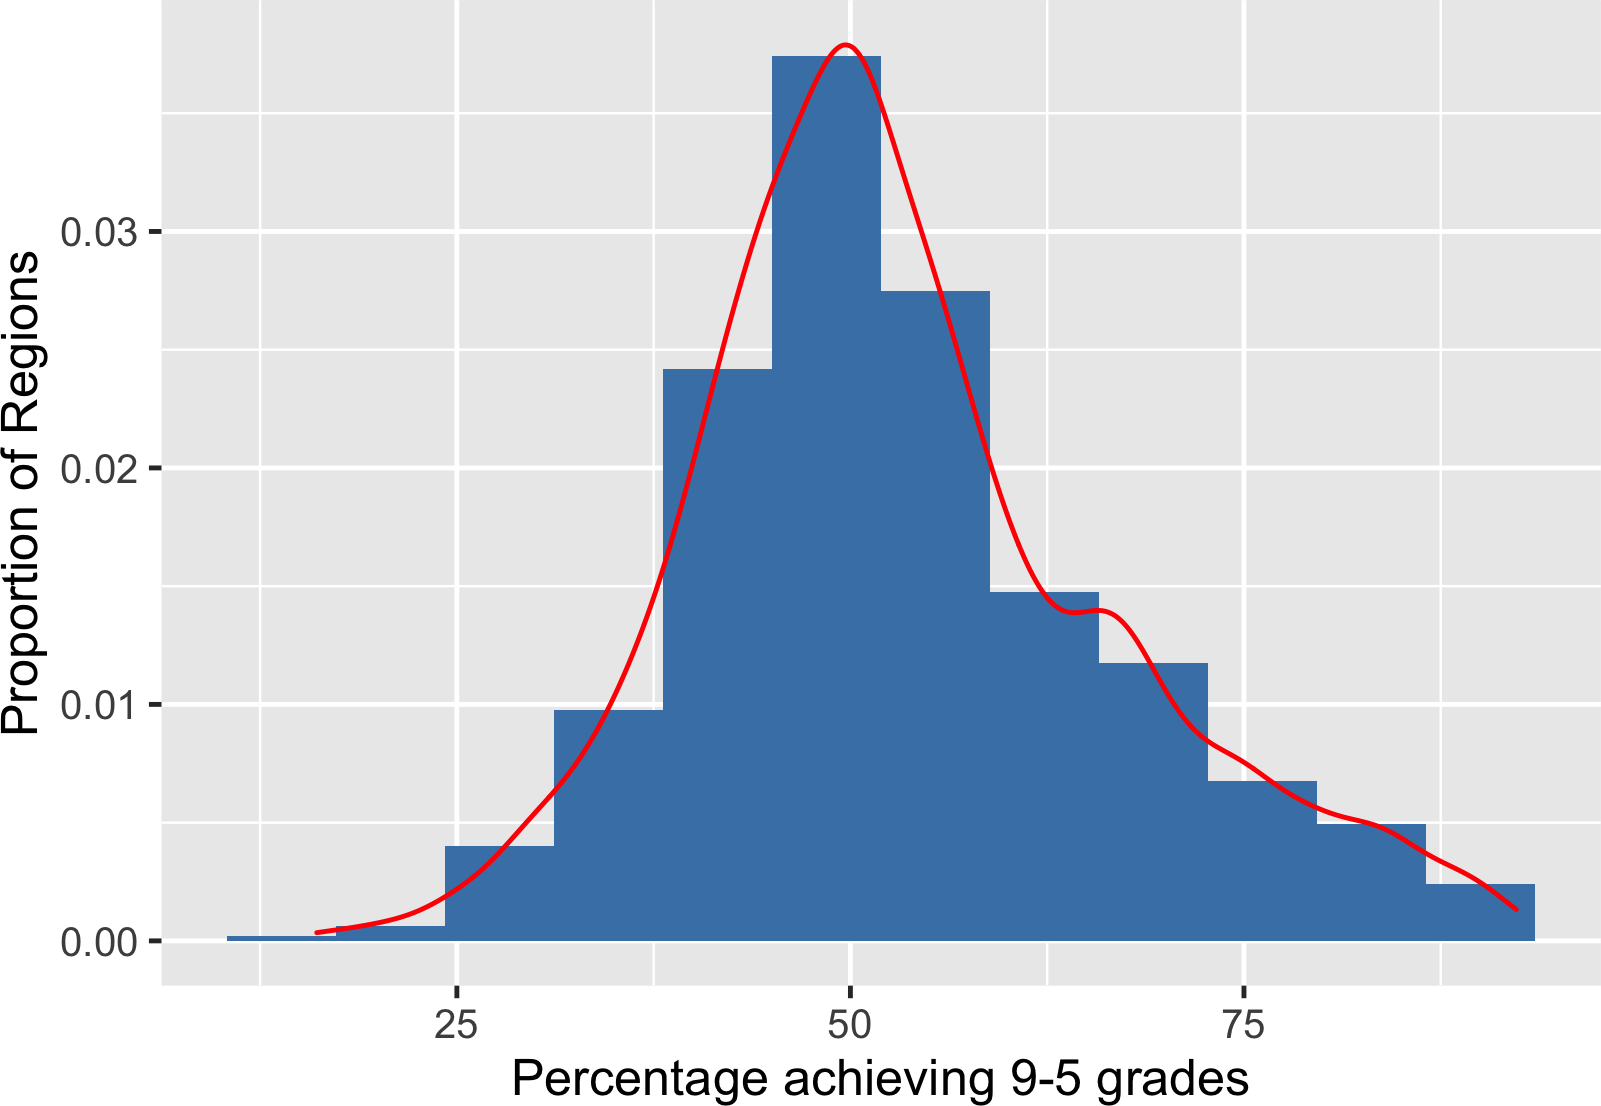 Proportion of Regions
0.03
0.02
0.01
0.00
25 50 75
Percentage achieving 9-5 grades